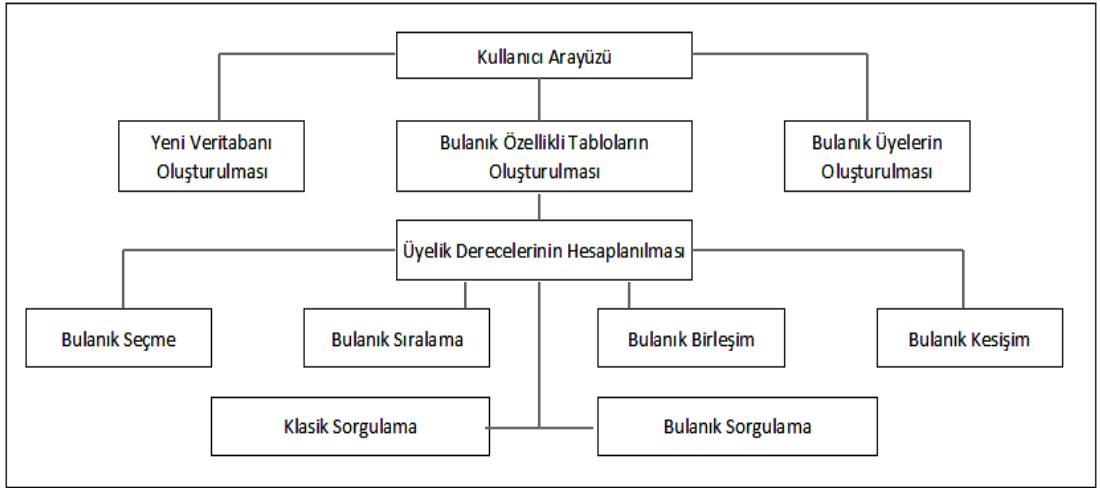 Kullanıcı Arayüzü
Yeni Veritabanı
Oluşturulması
Bulanık Özellikli Tabloların
Oluşturulması
Bulanık Üyelerin
Oluşturulması
Üyelik Derecelerinin Hesaplanılması
Bulanık Seçme
Bulanık Sıralama
Bulanık Birleşim
Bulanık Kesişim
Klasik Sorgulama
Bulanık Sorgulama